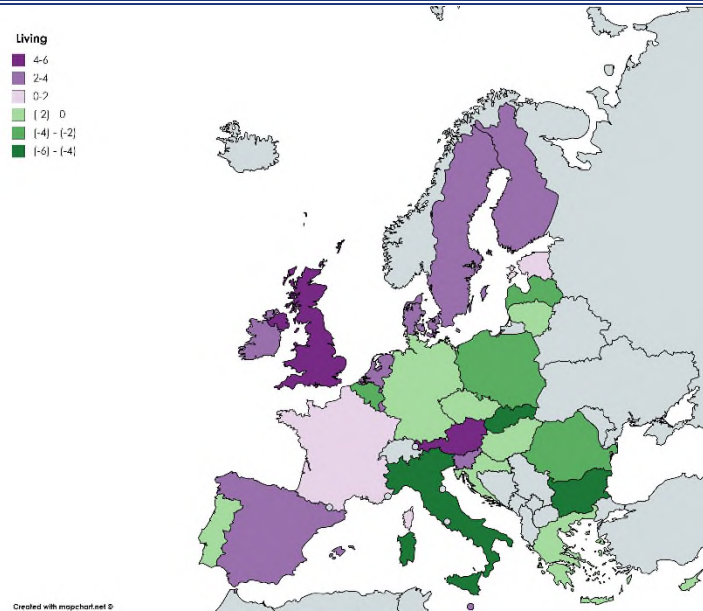 Living
4-6
2-4
0-2
(-2) 0
(-4) - (-2)
(-6) - (-4)
Created with mapchart.net ©